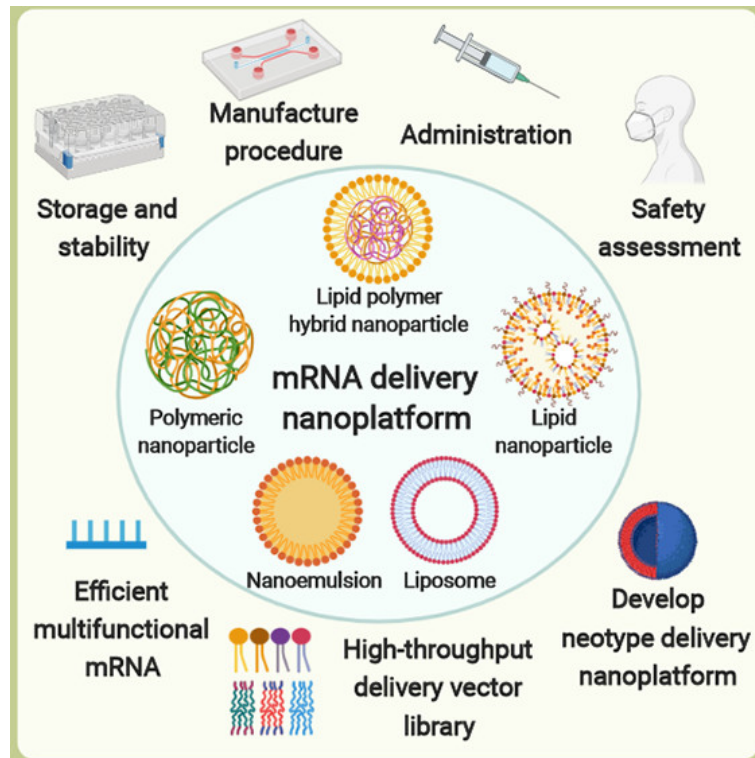 Manufacture
procedure
Administration
Storage and
stability
Safety
assessment
Lipid polymer
hybrid nanoparticle
mRNA delivery
nanoplatform
Polymeric
nanoparticle
Lipid
nanoparticle
Nanoemulsion
Liposome
Efficient
multifunctional
mRNA
High-throughput
delivery vector
library
Develop
neotype delivery
nanoplatform